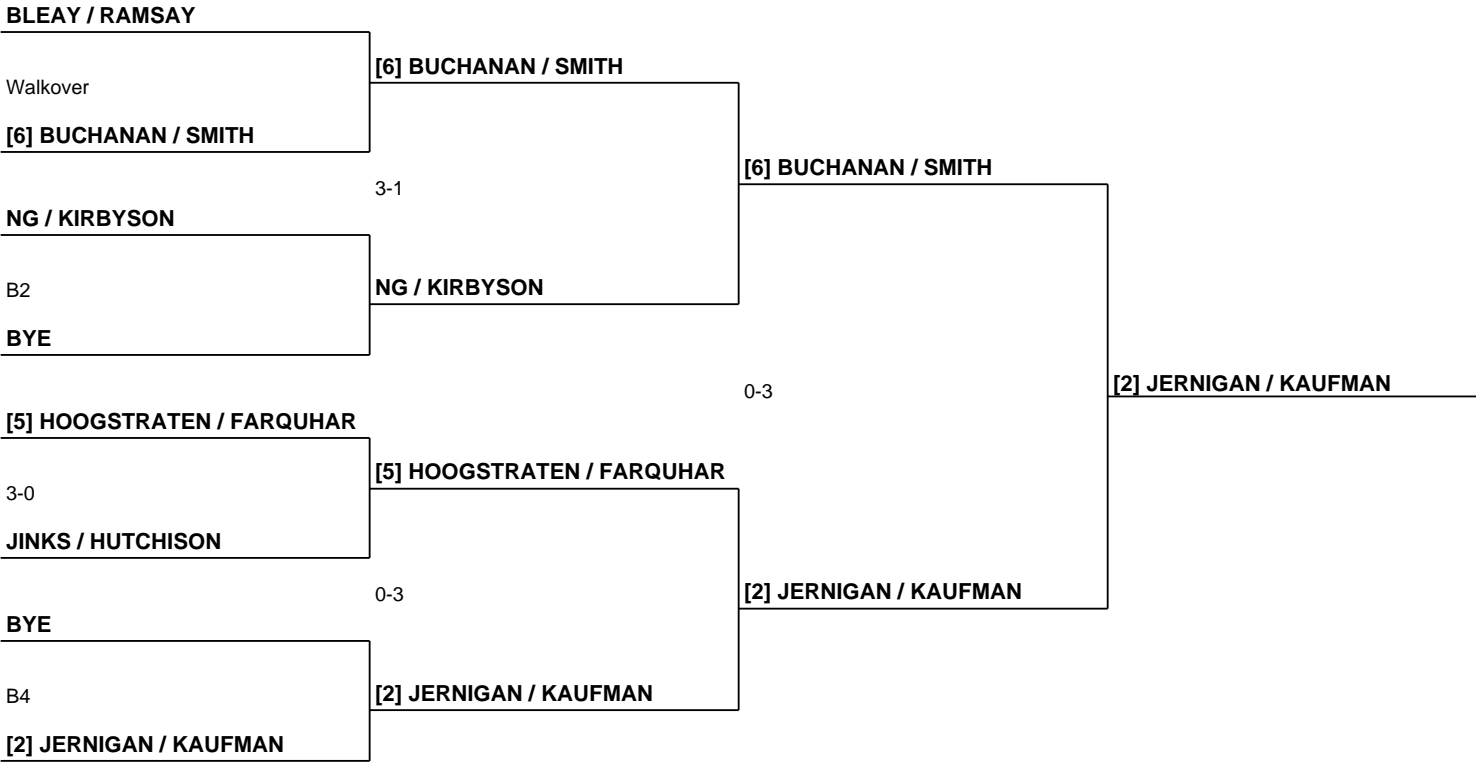 BLEAY / RAMSAY
Walkover
[6] BUCHANAN / SMITH
NG / KIRBYSON
B2
BYE
[5] HOOGSTRATEN / FARQUHAR
3-0
JINKS / HUTCHISON
BYE
B4
[2] JERNIGAN / KAUFMAN
[6] BUCHANAN / SMITH
3-1
NG / KIRBYSON
[5] HOOGSTRATEN / FARQUHAR
0-3
[2] JERNIGAN / KAUFMAN
[6] BUCHANAN / SMITH
0-3
[2] JERNIGAN / KAUFMAN
[2] JERNIGAN / KAUFMAN